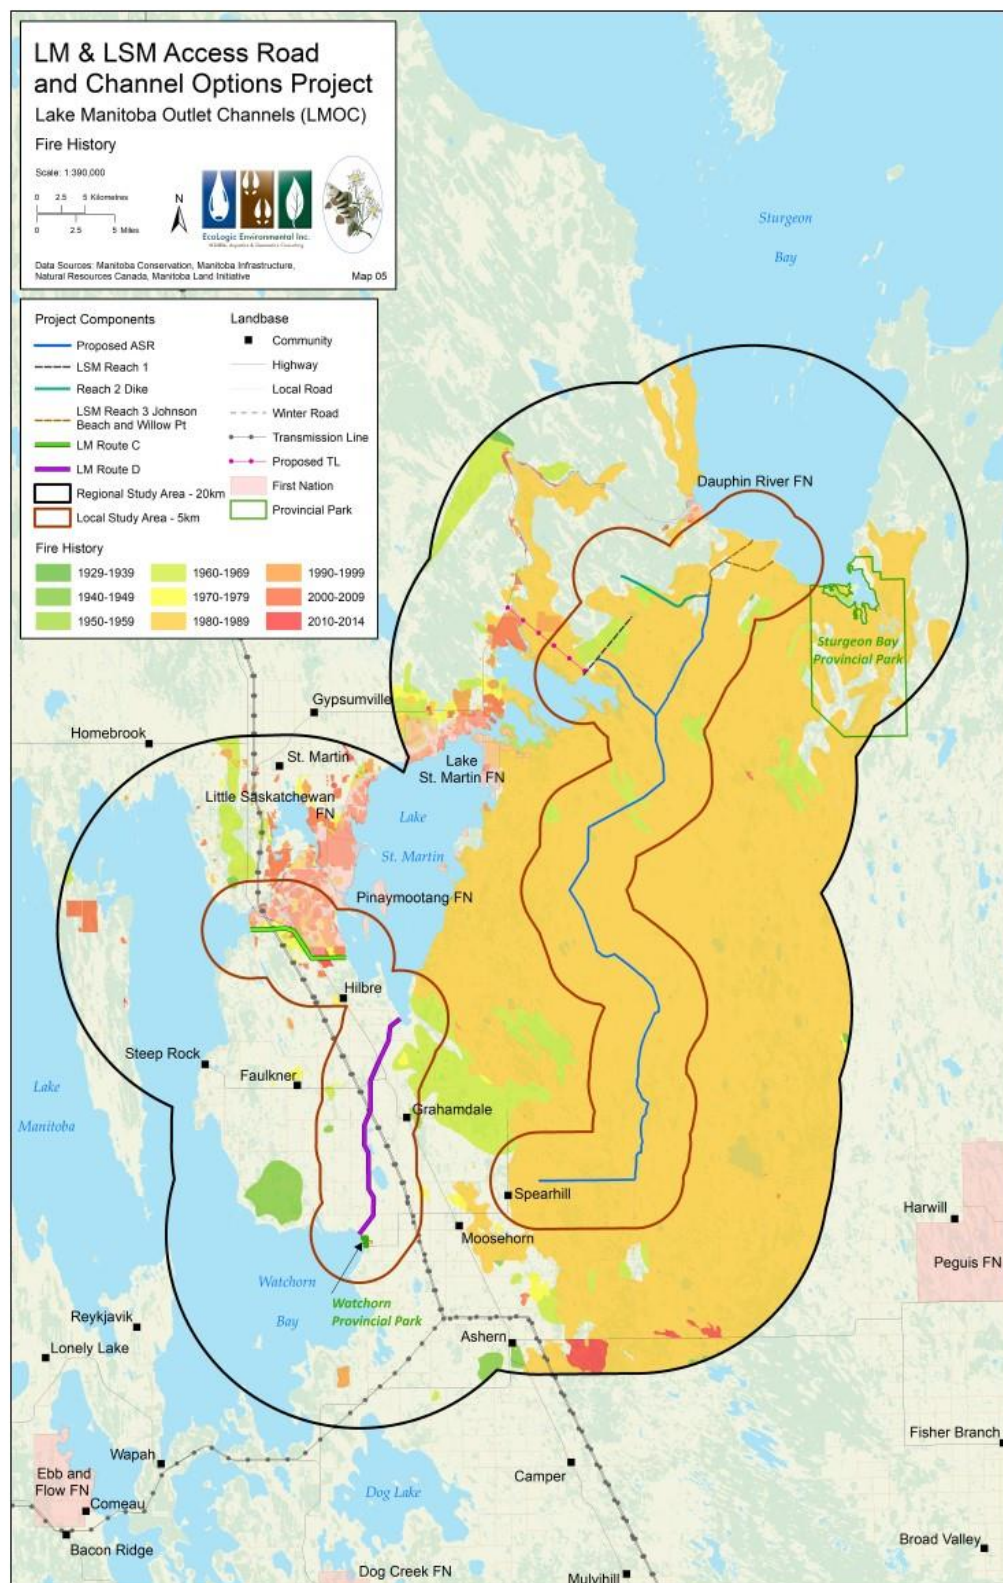 LM & LSM Access Road
and Channel Options Project
Lake Manitoba Outlet Channels (LMOC)
Fire History
Scale: 1:390,000
0 2.5 5 Kilometres
0 2.5 5 Miles
N
EcoLogic Environmental Inc.
Data Sources: Manitoba Conservation, Manitoba Infrastructure,
Natural Resources Canada, Manitoba Land Initiative
Map 05
Project Components
Proposed ASR
LSM Reach 1
Reach 2 Dike
LSM Reach 3 Johnson
Beach and Willow Pt
LM Route C
LM Route D
Regional Study Area - 20km
Local Study Area - 5km
Landbase
Community
Highway
Local Road
Winter Road
Transmission Line
Proposed TL
First Nation
Provincial Park
Fire History
1929-1939
1940-1949
1950-1959
1960-1969
1970-1979
1980-1989
1990-1999
2000-2009
2010-2014
Sturgeon
Bay
Dauphin River FN
Sturgeon Bay
Provincial Park
Gypsumville
Homebrook
St. Martin
Lake
St. Martin FN
Little Saskatchewan
FN
Lake
St. Martin
Pinaymootang FN
Hilbre
Steep Rock
Faulkner
Lake
Manitoba
Grahamdale
Spearhill
Harwill
Moosehorn
Peguis FN
Watchorn
Bay
Watchorn
Provincial Park
Reykjavik
Ashern
Lonely Lake
Fisher Branch
Wapah
Camper
Ebb and
Flow FN
Dog Lake
Comeau
Bacon Ridge
Broad Valley
Dog Creek FN
Mulvihill